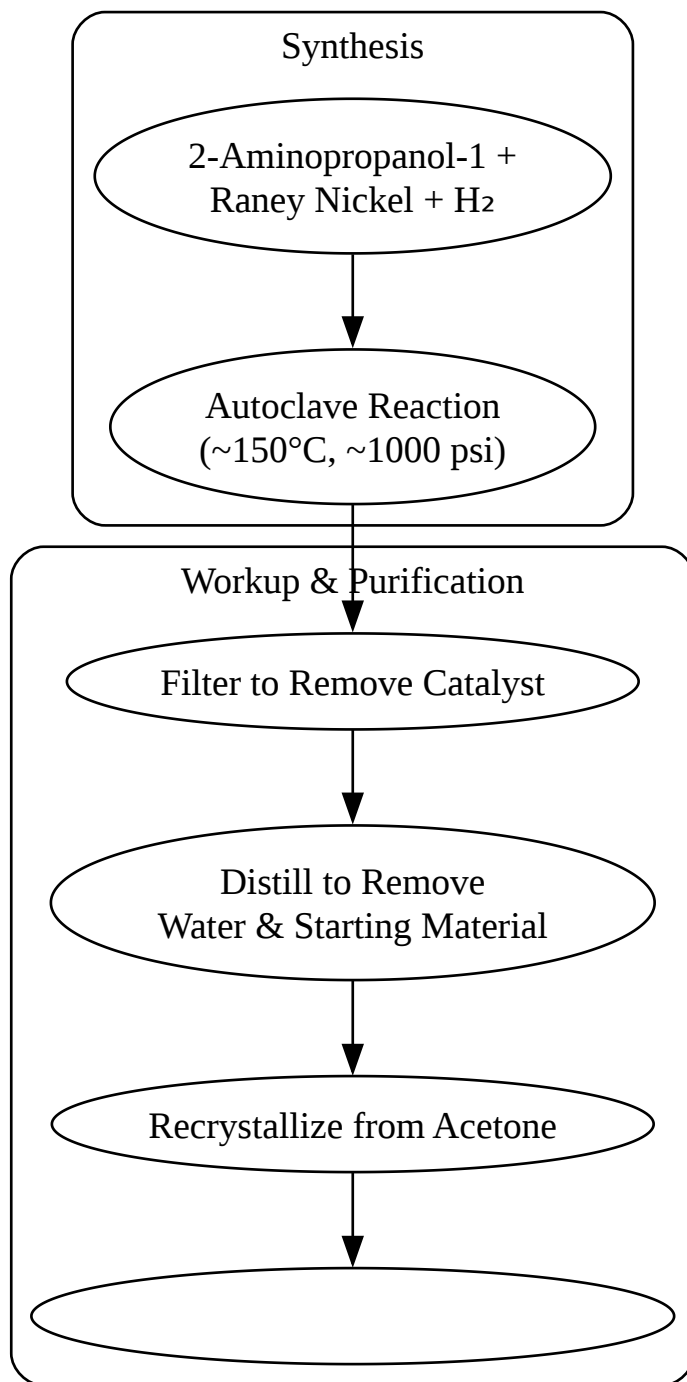 Synthesis
2-Aminopropanol-1 +
Raney Nickel + H₂
Autoclave Reaction
(~150°C, ~1000 psi)
Workup & Purification
Filter to Remove Catalyst
Distill to Remove
Water & Starting Material
Recrystallize from Acetone